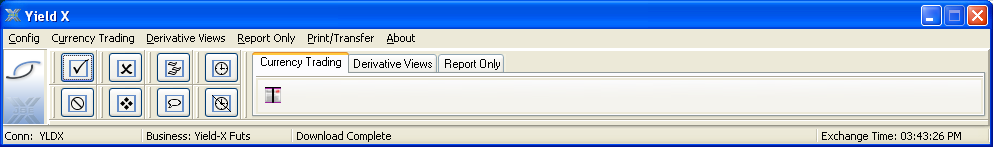 Yield X
Config Currency Trading Derivative Views Report Only Print/Transfer About
Currency Trading Derivative Views Report Only
Conn: YLDX Business: Yield-X Futs Download Complete Exchange Time: 03:43:26 PM